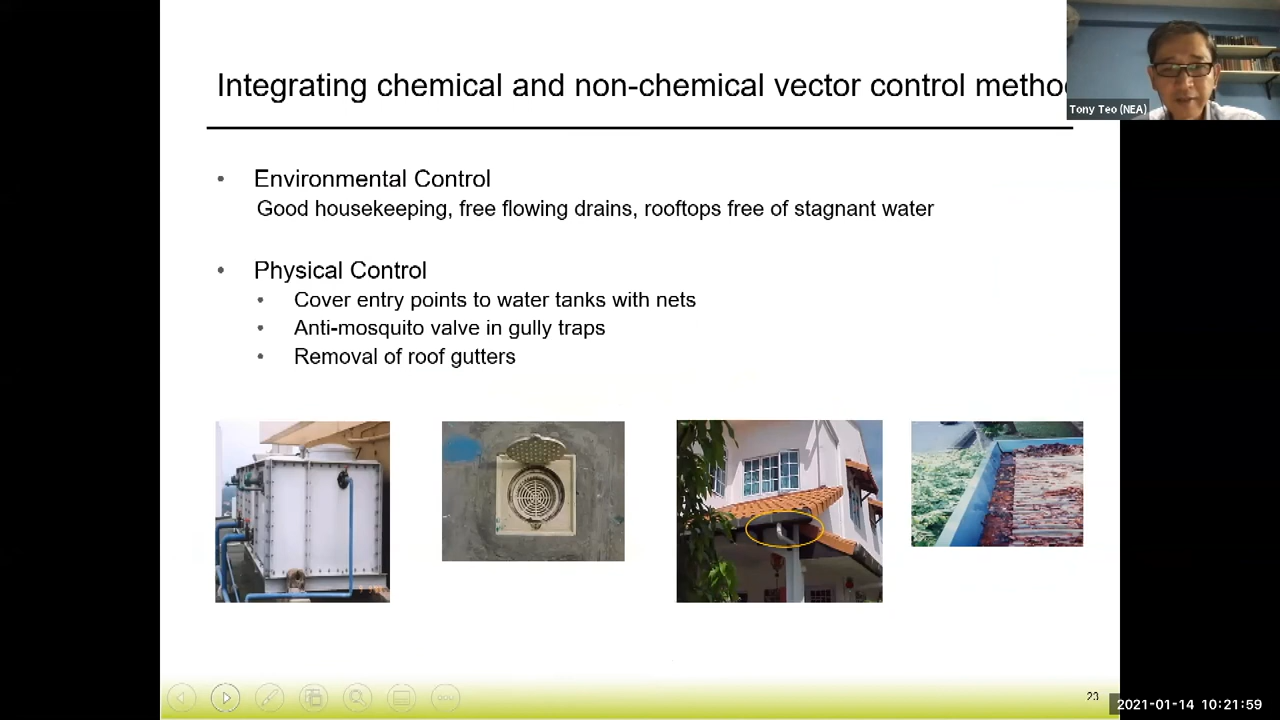 Integrating chemical and non-chemical vector control metho
Tony Teo (NEA)
• Environmental Control
Good housekeeping, free flowing drains, rooftops free of stagnant water
• Physical Control
• Cover entry points to water tanks with nets
• Anti-mosquito valve in gully traps
• Removal of roof gutters
23
2021-01-14 10:21:59